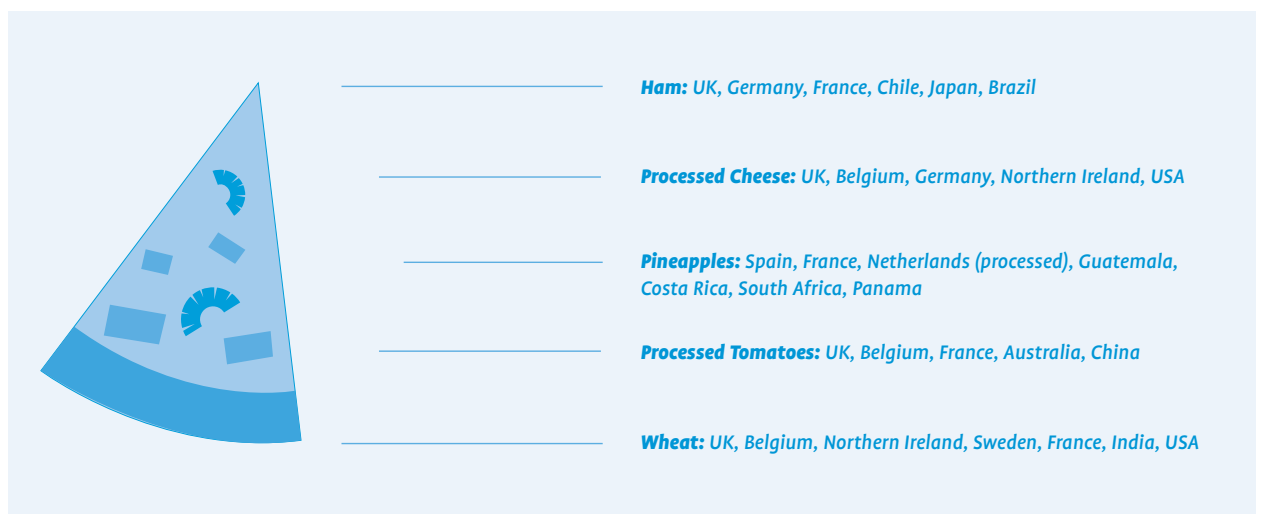 Ham: UK, Germany, France, Chile, Japan, Brazil
Processed Cheese: UK, Belgium, Germany, Northern Ireland, USA
Pineapples: Spain, France, Netherlands (processed), Guatemala,
Costa Rica, South Africa, Panama
Processed Tomatoes: UK, Belgium, France, Australia, China
Wheat: UK, Belgium, Northern Ireland, Sweden, France, India, USA